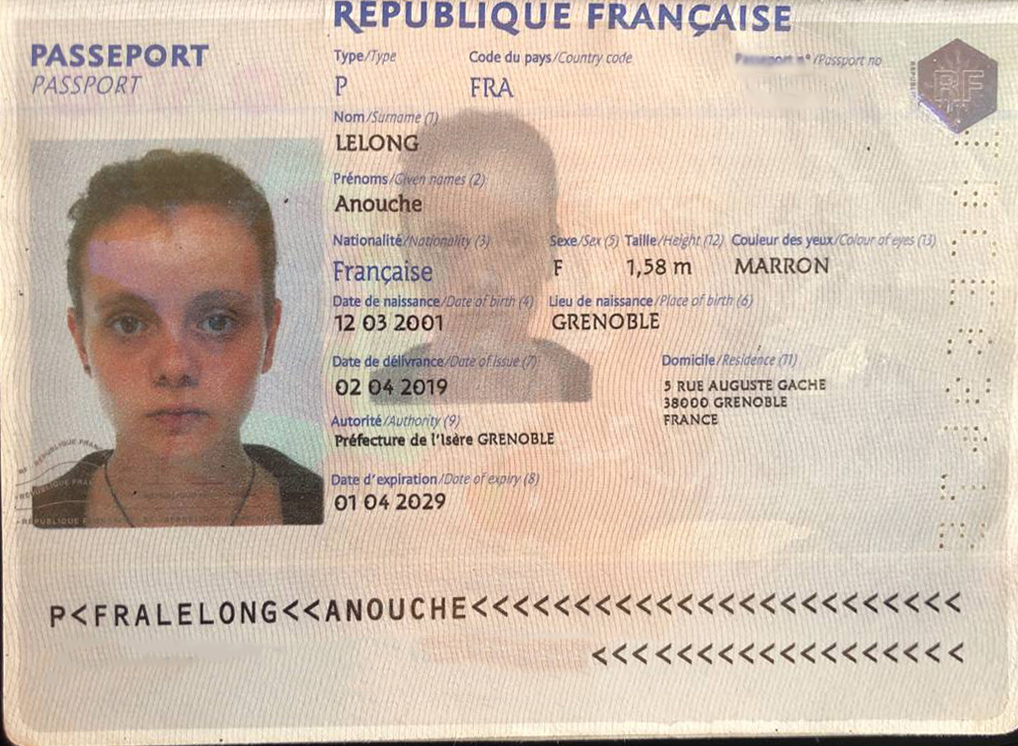 RÉPUBLIQUE FRANÇAISE
PASSEPORT
PASSPORT
Type/Type Code du pays/Country code Passeport n°/Passport no
P FRA
RF
Nom/Surname (1)
LELONG
Prénoms/Given names (2)
Anouche
Nationalité/Nationality (3) Sexe/Sex (5) Taille/Height (12) Couleur des yeux/Colour of eyes (13)
Française F 1,58 m MARRON
Date de naissance/Date of birth (4) Lieu de naissance/Place of birth (6)
12 03 2001 GRENOBLE
Date de délivrance/Date of issue (7) Domicile/Residence (11)
02 04 2019 5 RUE AUGUSTE GACHE
38000 GRENOBLE
FRANCE
Autorité/Authority (9)
Préfecture de l'Isère GRENOBLE
Date d'expiration/Date of expiry (8)
01 04 2029
RÉPUBLIQUE FRAN
RÉPUBLIQUE FRAN
RÉPUBLIQUE F
P<FRALELONG<<ANOUCHE<<<<<<<<<<<<<<<<<<<<<<<<
<<<<<<<<<<<<<<<<<<